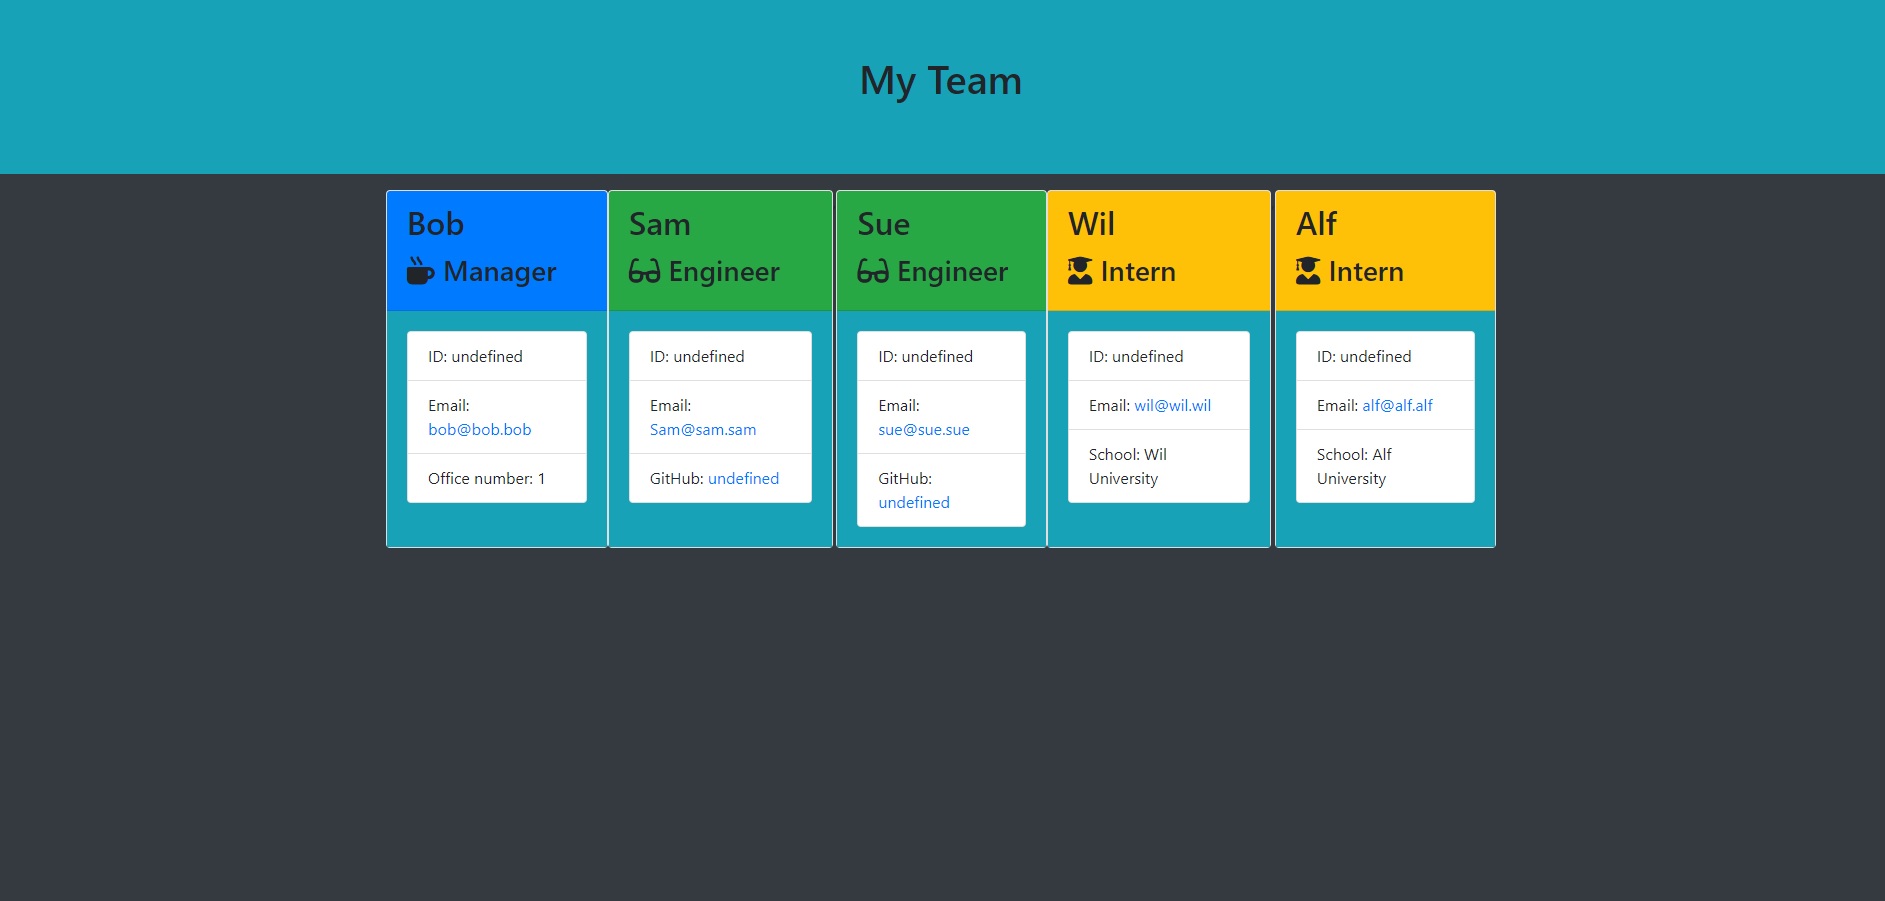 My Team
Bob
Manager
ID: undefined
Email:
bob@bob.bob
Office number: 1
Sam
Engineer
ID: undefined
Email:
Sam@sam.sam
GitHub: undefined
Sue
Engineer
ID: undefined
Email:
sue@sue.sue
GitHub:
undefined
Wil
Intern
ID: undefined
Email: wil@wil.wil
School: Wil
University
Alf
Intern
ID: undefined
Email: alf@alf.alf
School: Alf
University